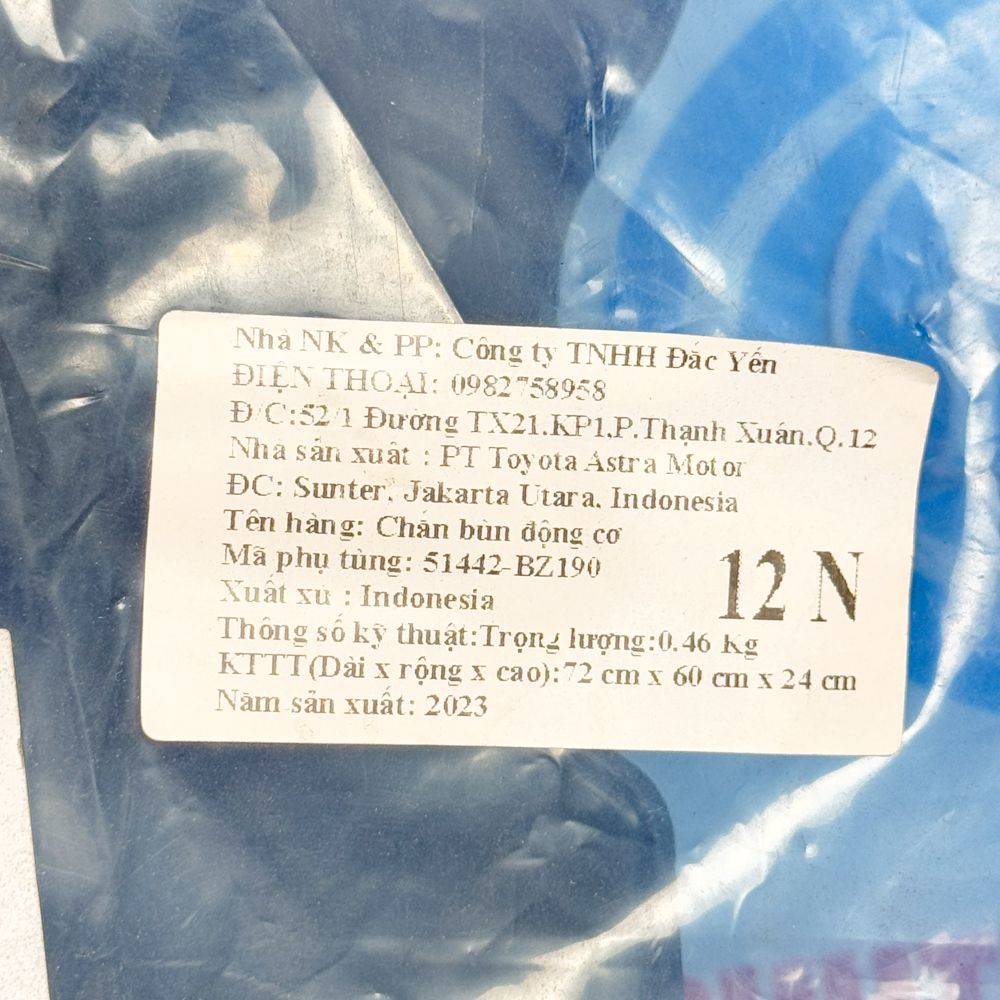 Nhà NK & PP: Công ty TNHH Đắc Yến
ĐIỆN THOẠI: 0982758958
Đ/C:52/1 Đường TX21.KP1.P.Thạnh Xuân.Q.12
Nhà sản xuất : PT Toyota Astra Motor
ĐC: Sunter. Jakarta Utara. Indonesia
Tên hàng: Chắn bùn động cơ
Mã phụ tùng: 51442-BZ190
12 N
Xuất xứ : Indonesia
Thông số kỹ thuật:Trọng lượng:0.46 Kg
KTTT(Dài x rộng x cao):72 cm x 60 cm x 24 cm
Năm sản xuất: 2023